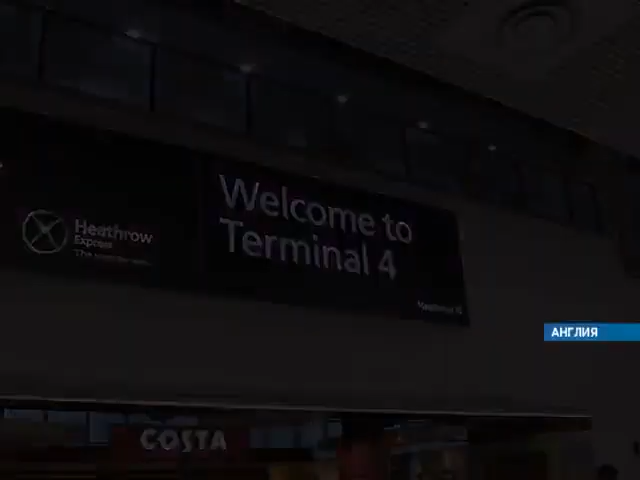 Welcome to
Terminal 4
Heathrow
Express
АНГЛИЯ
COSTA